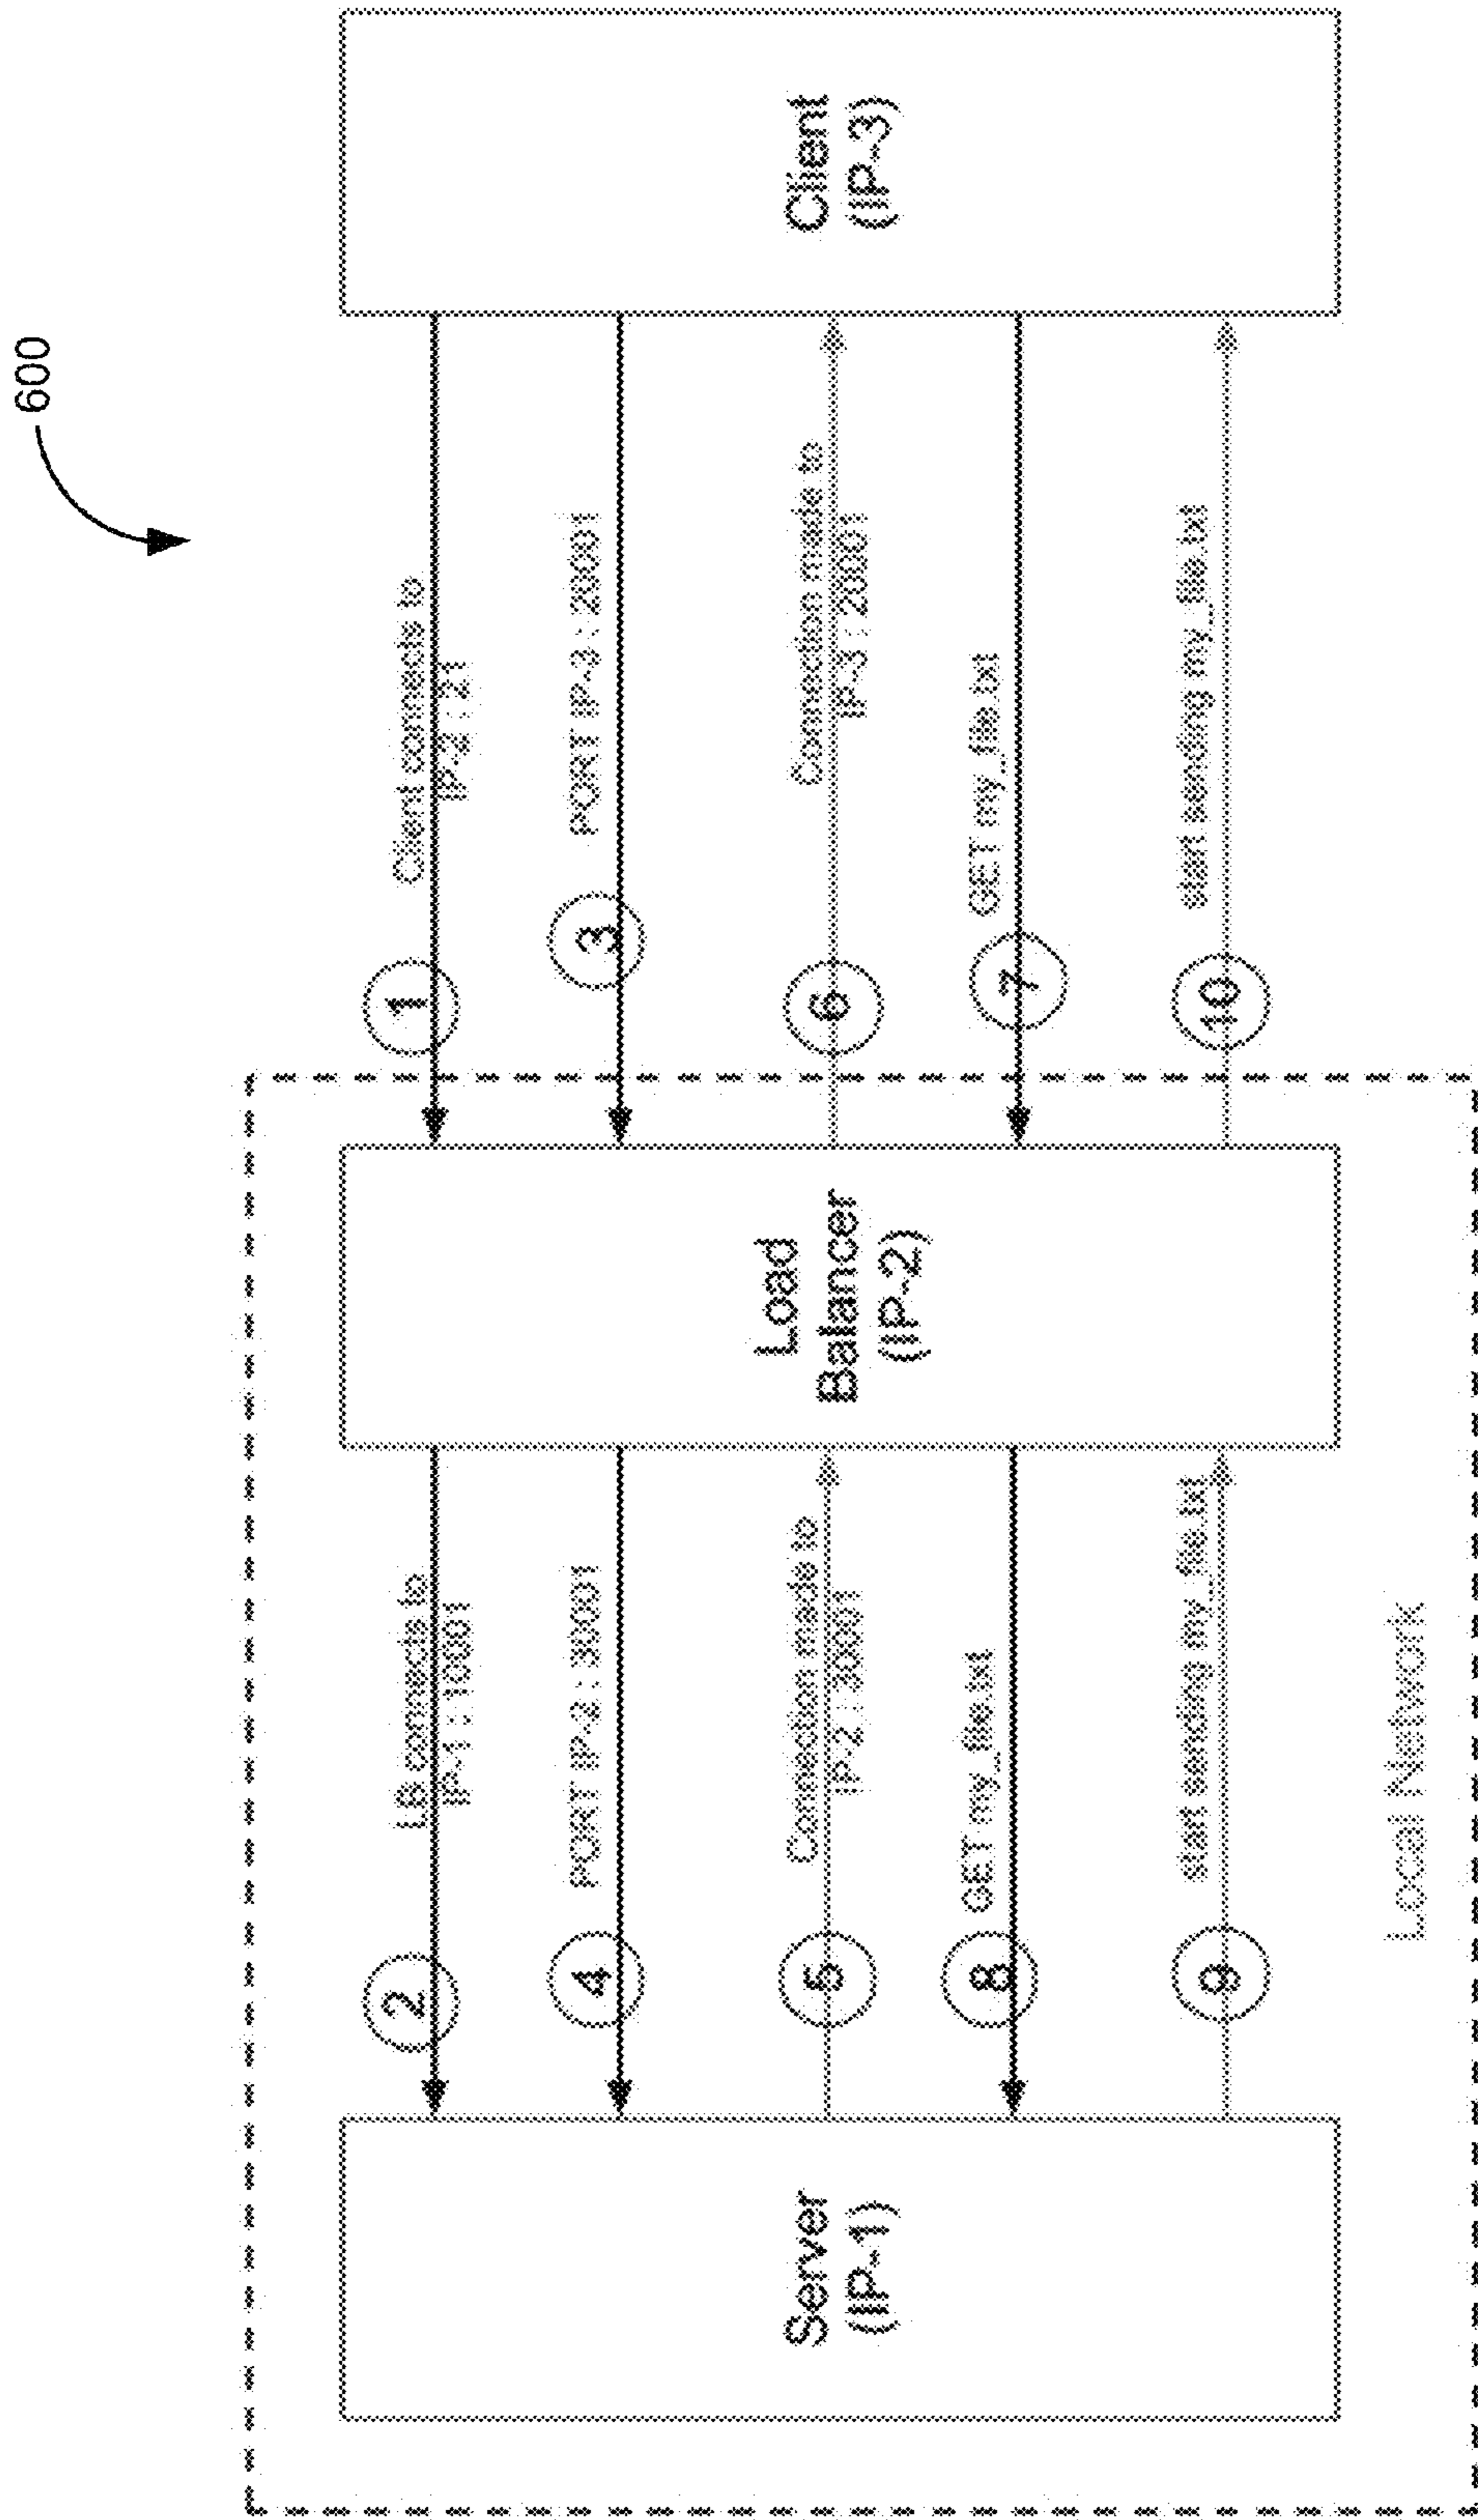 600
Server
(IP-1)
Load
Balancer
(IP-2)
Client
(IP-3)
1
Client connects to
IP-2 : 21
2
LB connects to
IP-1 : 10001
3
PORT IP-3 : 20001
4
PORT IP-2 : 30001
5
Connection made to
IP-2 : 30001
6
Connection made to
IP-3 : 20001
7
GET my_file.txt
8
GET my_file.txt
9
start sending my_file.txt
10
start sending my_file.txt
Local Network